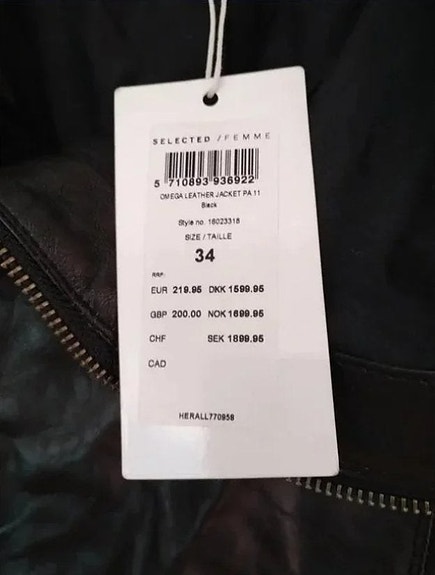 SELECTED / FEMME
5 710893 936922
OMEGA LEATHER JACKET PA 11
Black
Style no. 16023318
SIZE / TAILLE
34
RRP:
EUR 219.95 DKK 1599.95
GBP 200.00 NOK 1699.95
CHF SEK 1899.95
CAD
HERALL770958